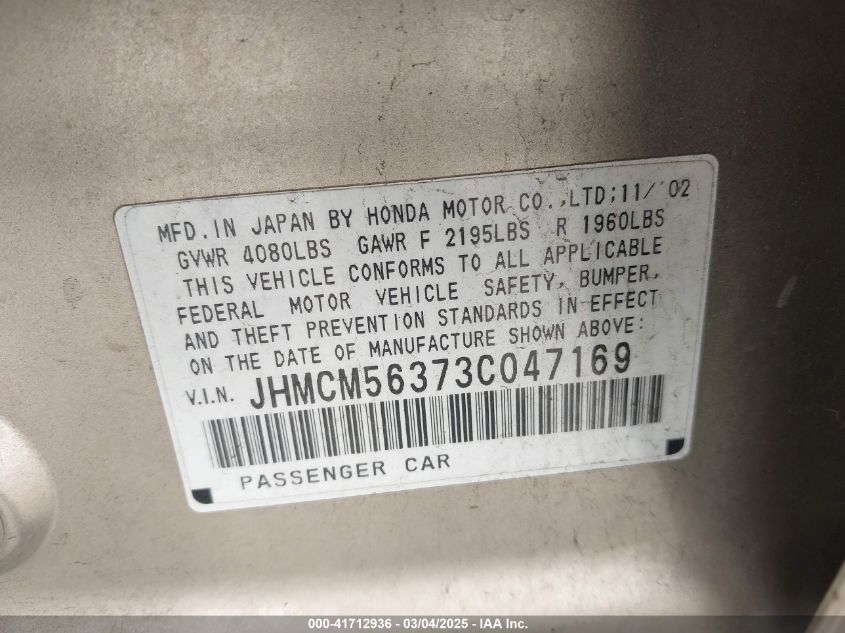 MFD.IN JAPAN BY HONDA MOTOR CO.,LTD;11/'02
GVWR 4080LBS GAWR F 2195LBS R 1960LBS
THIS VEHICLE CONFORMS TO ALL APPLICABLE
FEDERAL MOTOR VEHICLE SAFETY, BUMPER,
AND THEFT PREVENTION STANDARDS IN EFFECT
ON THE DATE OF MANUFACTURE SHOWN ABOVE:
V.I.N. JHMCM56373C047169
PASSENGER CAR
000-41712936 - 03/04/2025 - IAA Inc.